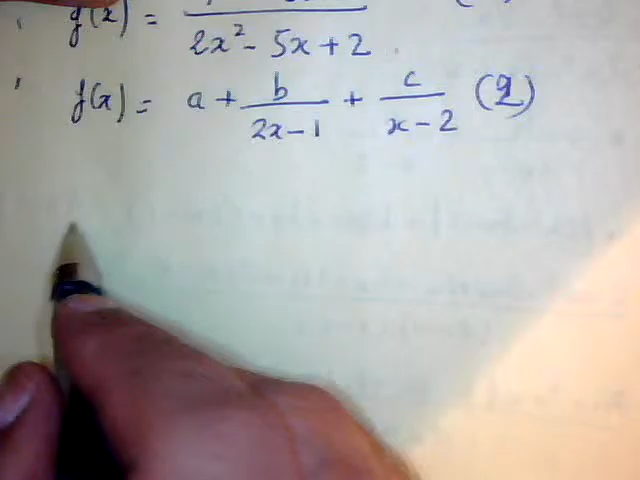 f(x) =
2x² - 5x + 2
f(x) = a + b/(2x-1) + c/(x-2) (2)